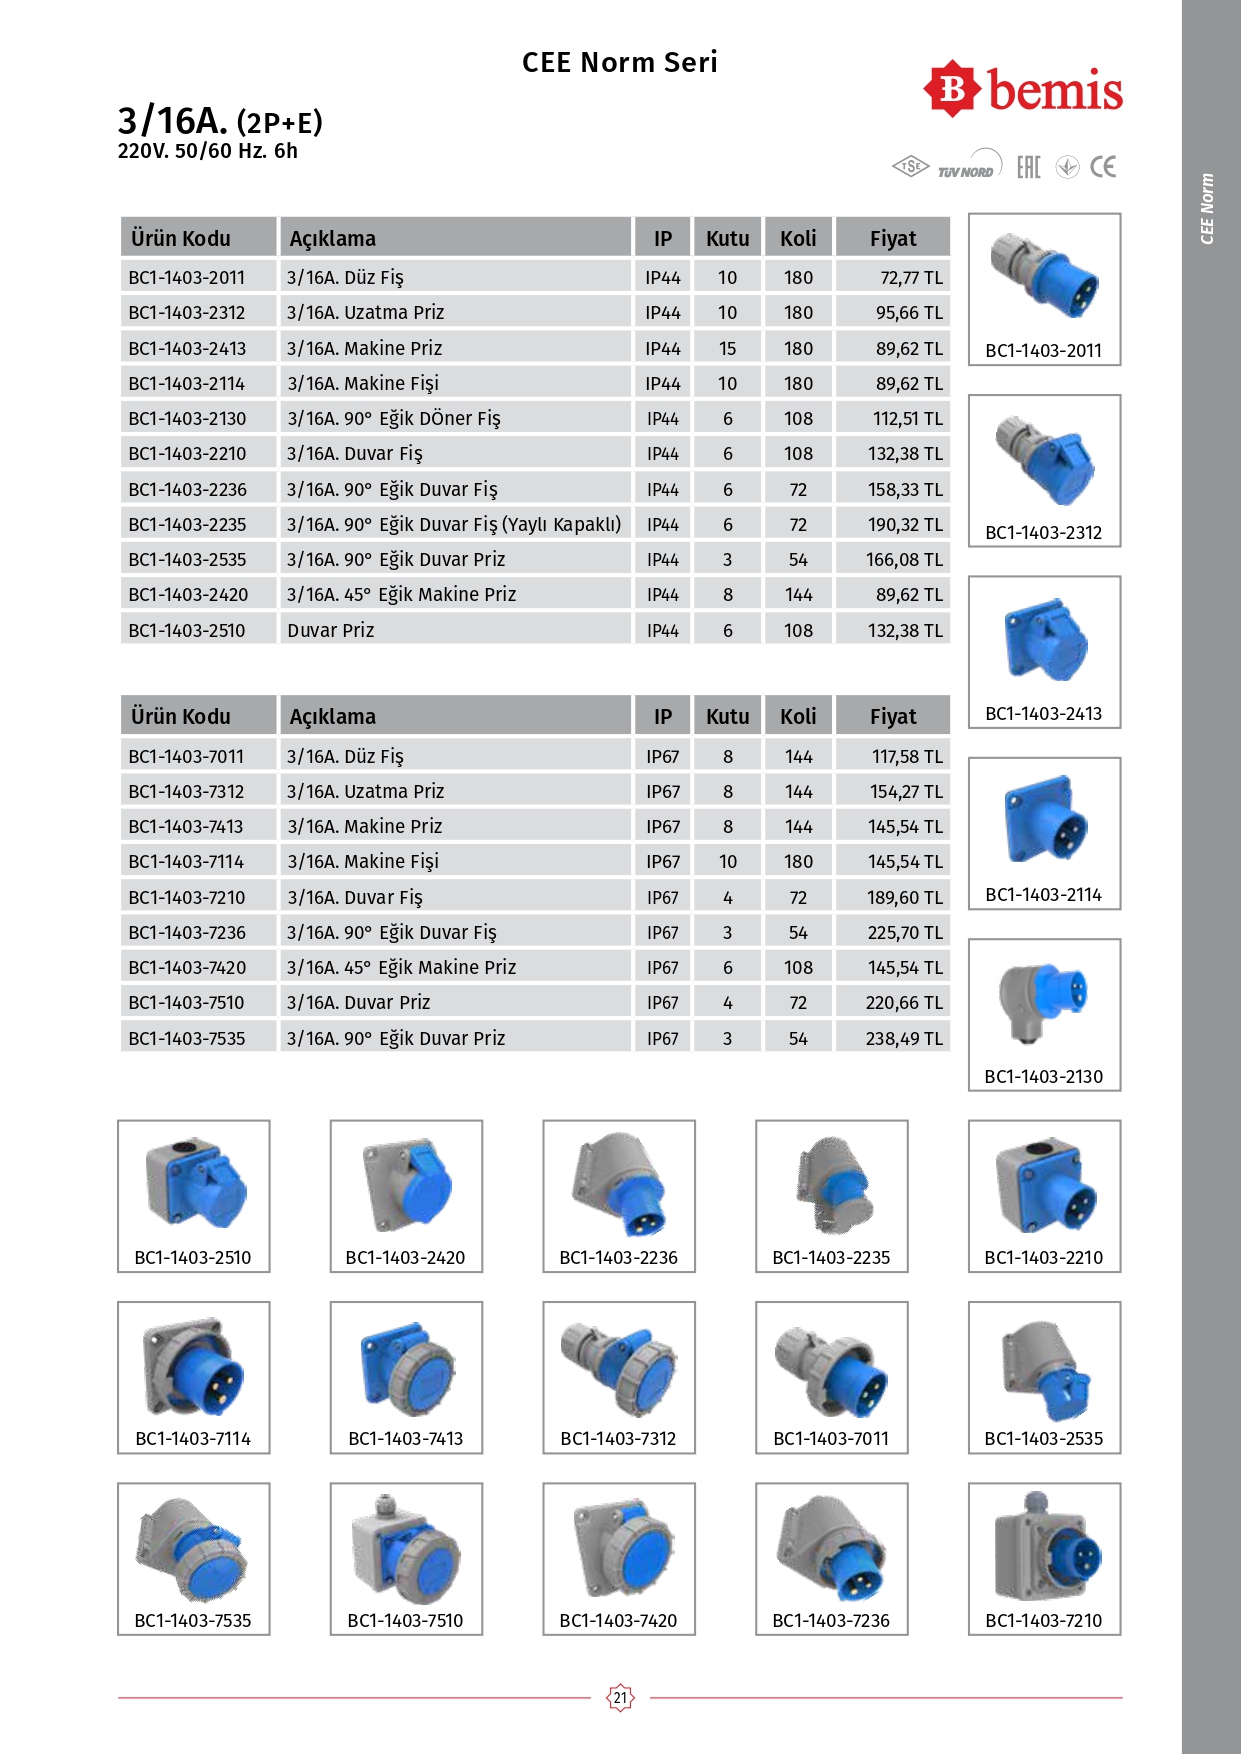 CEE Norm Seri
B bemis
3/16A. (2P+E)
220V. 50/60 Hz. 6h
TSE TÜV NORD EAC CE
CEE Norm
Ürün Kodu Açıklama IP Kutu Koli Fiyat
BC1-1403-2011 3/16A. Düz Fiş IP44 10 180 72,77 TL
BC1-1403-2312 3/16A. Uzatma Priz IP44 10 180 95,66 TL
BC1-1403-2413 3/16A. Makine Priz IP44 15 180 89,62 TL
BC1-1403-2114 3/16A. Makine Fişi IP44 10 180 89,62 TL
BC1-1403-2130 3/16A. 90° Eğik DÖner Fiş IP44 6 108 112,51 TL
BC1-1403-2210 3/16A. Duvar Fiş IP44 6 108 132,38 TL
BC1-1403-2236 3/16A. 90° Eğik Duvar Fiş IP44 6 72 158,33 TL
BC1-1403-2235 3/16A. 90° Eğik Duvar Fiş (Yaylı Kapaklı) IP44 6 72 190,32 TL
BC1-1403-2535 3/16A. 90° Eğik Duvar Priz IP44 3 54 166,08 TL
BC1-1403-2420 3/16A. 45° Eğik Makine Priz IP44 8 144 89,62 TL
BC1-1403-2510 Duvar Priz IP44 6 108 132,38 TL
Ürün Kodu Açıklama IP Kutu Koli Fiyat
BC1-1403-7011 3/16A. Düz Fiş IP67 8 144 117,58 TL
BC1-1403-7312 3/16A. Uzatma Priz IP67 8 144 154,27 TL
BC1-1403-7413 3/16A. Makine Priz IP67 8 144 145,54 TL
BC1-1403-7114 3/16A. Makine Fişi IP67 10 180 145,54 TL
BC1-1403-7210 3/16A. Duvar Fiş IP67 4 72 189,60 TL
BC1-1403-7236 3/16A. 90° Eğik Duvar Fiş IP67 3 54 225,70 TL
BC1-1403-7420 3/16A. 45° Eğik Makine Priz IP67 6 108 145,54 TL
BC1-1403-7510 3/16A. Duvar Priz IP67 4 72 220,66 TL
BC1-1403-7535 3/16A. 90° Eğik Duvar Priz IP67 3 54 238,49 TL
BC1-1403-2011
BC1-1403-2312
BC1-1403-2413
BC1-1403-2114
BC1-1403-2130
BC1-1403-2510 BC1-1403-2420 BC1-1403-2236 BC1-1403-2235 BC1-1403-2210
BC1-1403-7114 BC1-1403-7413 BC1-1403-7312 BC1-1403-7011 BC1-1403-2535
BC1-1403-7535 BC1-1403-7510 BC1-1403-7420 BC1-1403-7236 BC1-1403-7210
21